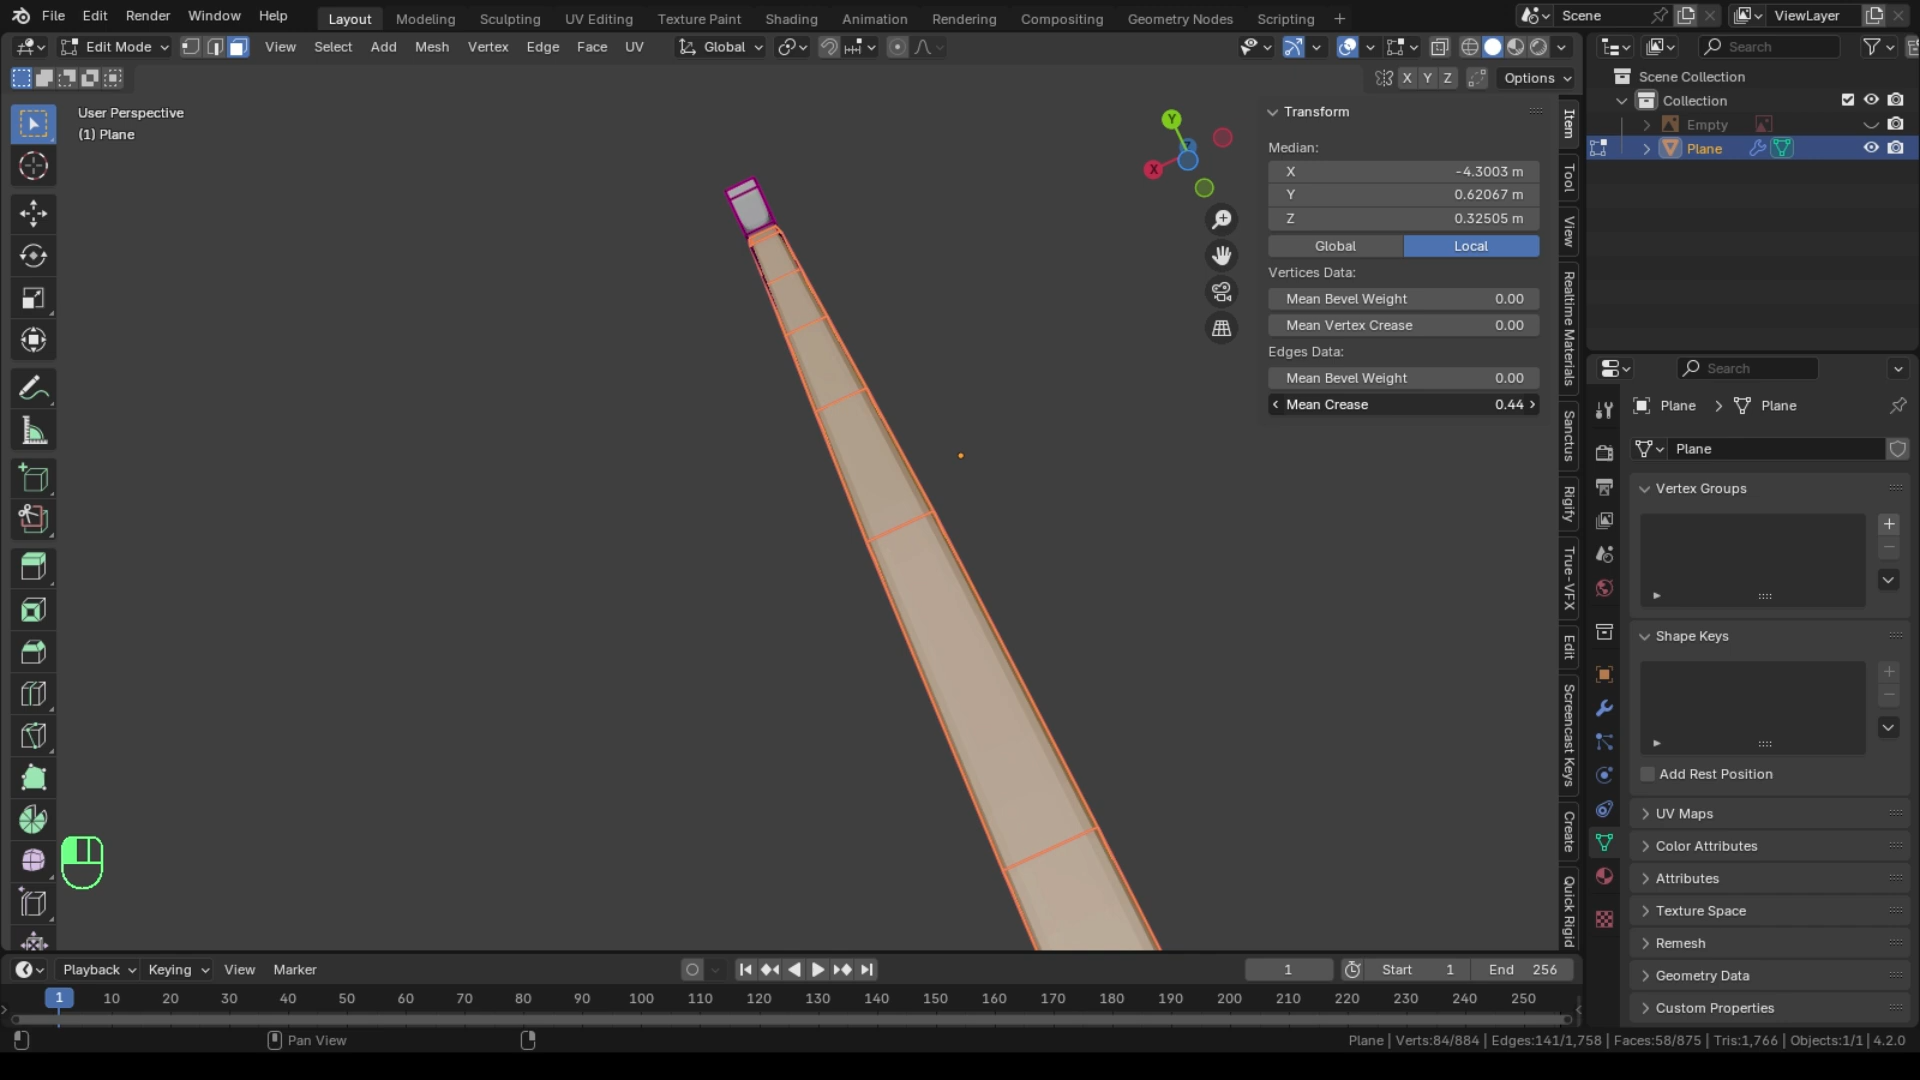 File Edit Render Window Help Layout Modeling Sculpting UV Editing Texture Paint Shading Animation Rendering Compositing Geometry Nodes Scripting + Scene ViewLayer
Edit Mode View Select Add Mesh Vertex Edge Face UV Global Search
X Y Z Options
Scene Collection
Collection
Empty
Plane
User Perspective
(1) Plane
Y
X
Transform
Median:
X -4.3003 m
Y 0.62067 m
Z 0.32505 m
Global Local
Vertices Data:
Mean Bevel Weight 0.00
Mean Vertex Crease 0.00
Edges Data:
Mean Bevel Weight 0.00
Mean Crease 0.44
Item
Tool
View
Realtime Materials
Sanctus
Rigify
True-VFX
Edit
Screencast Keys
Create
Quick Rigid
Search
Plane > Plane
Plane
Vertex Groups
Shape Keys
Add Rest Position
UV Maps
Color Attributes
Attributes
Texture Space
Remesh
Geometry Data
Custom Properties
Playback Keying View Marker 1 Start 1 End 256
1 10 20 30 40 50 60 70 80 90 100 110 120 130 140 150 160 170 180 190 200 210 220 230 240 250
Pan View Plane | Verts:84/884 | Edges:141/1,758 | Faces:58/875 | Tris:1,766 | Objects:1/1 | 4.2.0